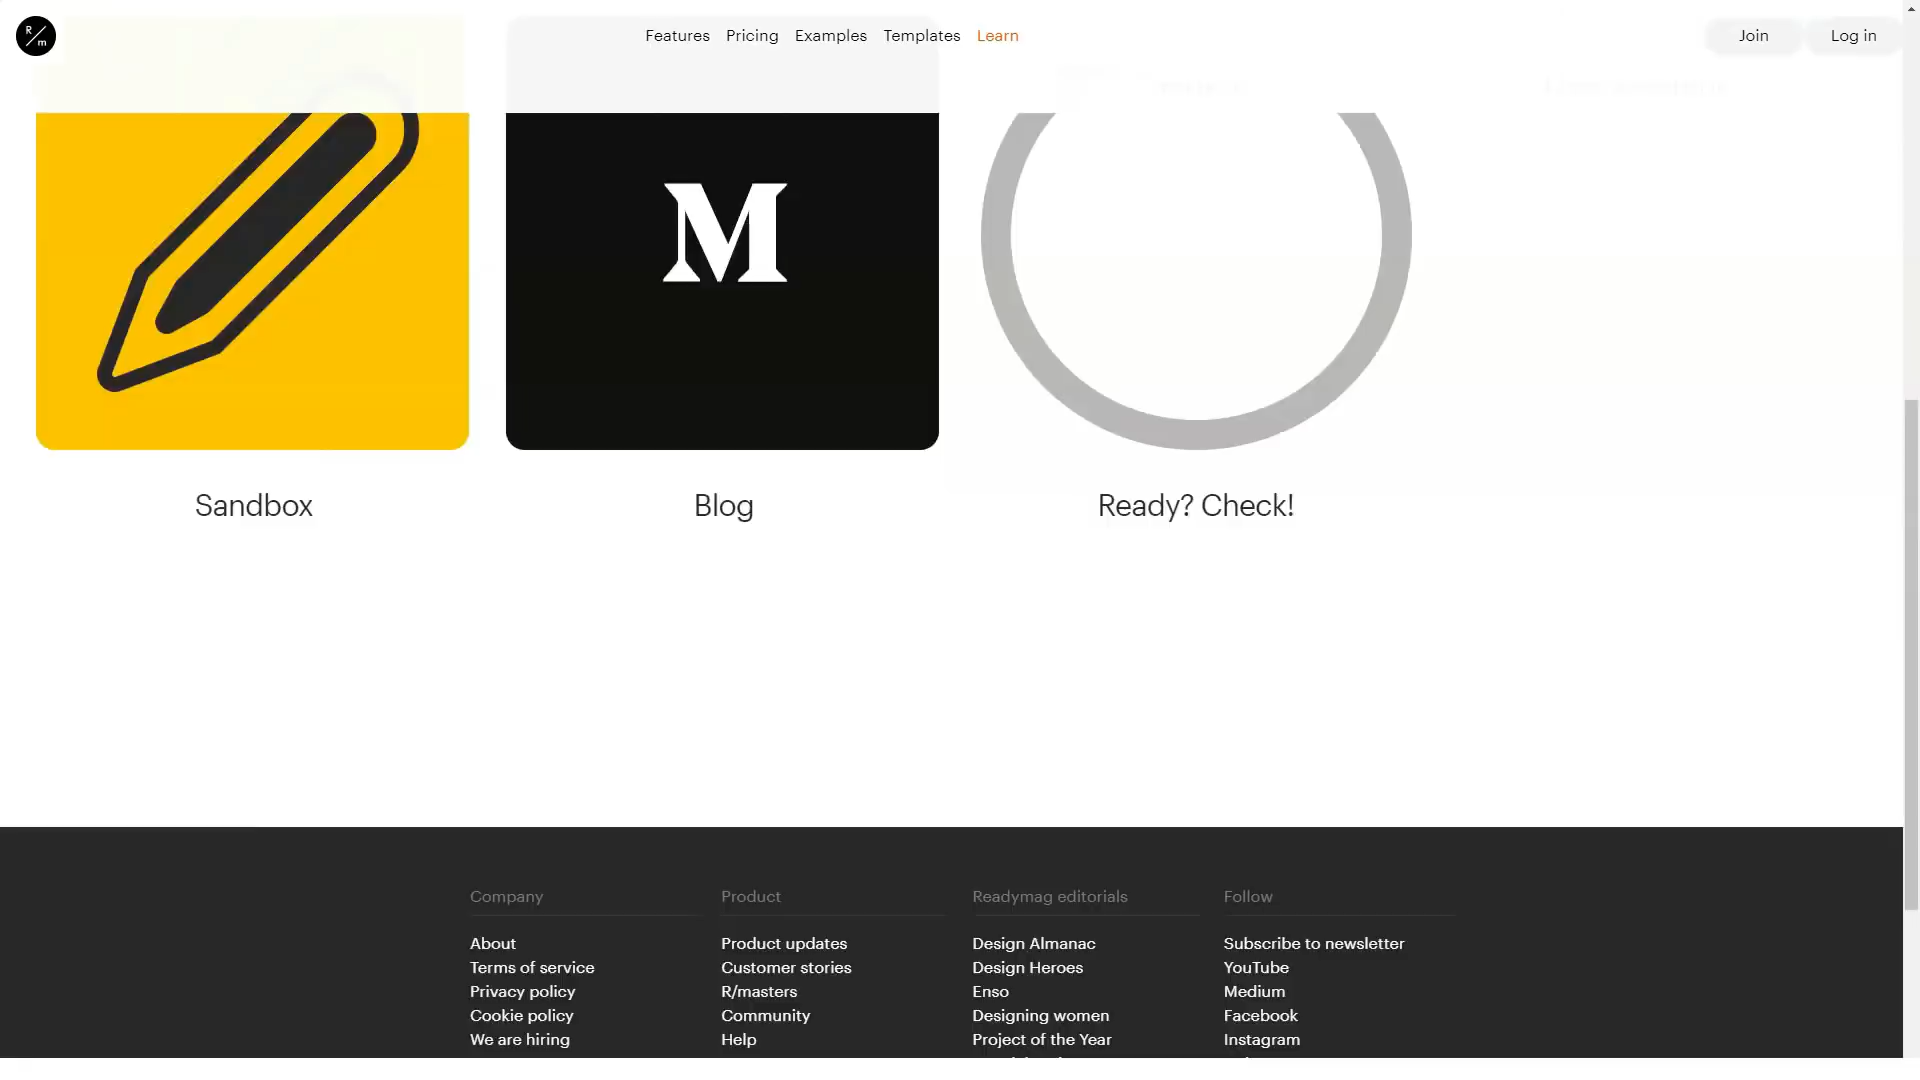 R/m
Features Pricing Examples Templates Learn
Join Log in
M
Sandbox
Blog
Ready? Check!
Company
About
Terms of service
Privacy policy
Cookie policy
We are hiring
Product
Product updates
Customer stories
R/masters
Community
Help
Readymag editorials
Design Almanac
Design Heroes
Enso
Designing women
Project of the Year
Follow
Subscribe to newsletter
YouTube
Medium
Facebook
Instagram